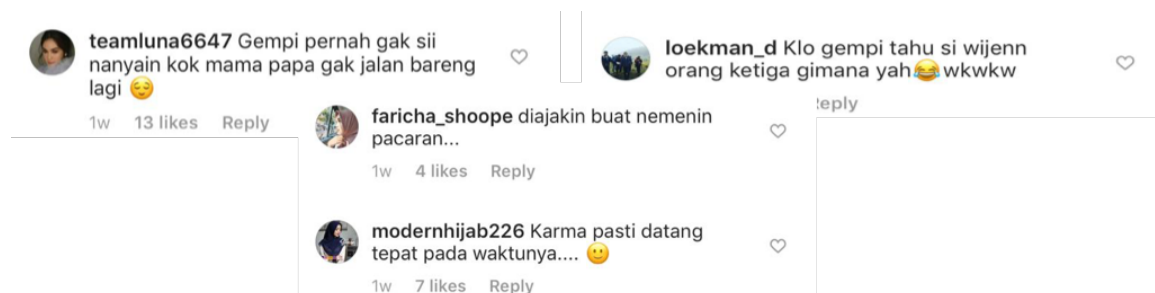 teamluna6647 Gempi pernah gak sii
nanyain kok mama papa gak jalan bareng
lagi 😌
1w 13 likes Reply
loekman_d Klo gempi tahu si wijenn
orang ketiga gimana yah😂wkwkw
eply
faricha_shoope diajakin buat nemenin
pacaran...
1w 4 likes Reply
modernhijab226 Karma pasti datang
tepat pada waktunya.... 🙂
1w 7 likes Reply